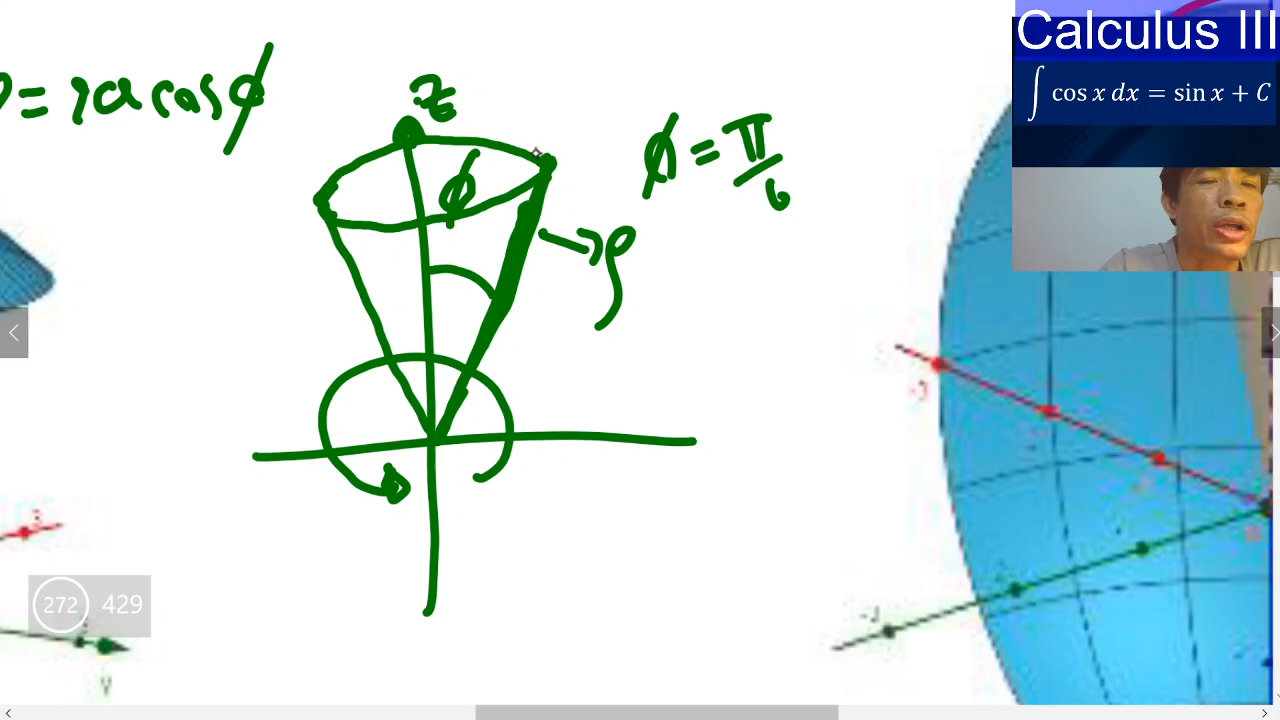 Calculus III
∫ cos x dx = sin x + C
= 2a cos φ
z
φ = π/6
φ
→ ρ
272 429